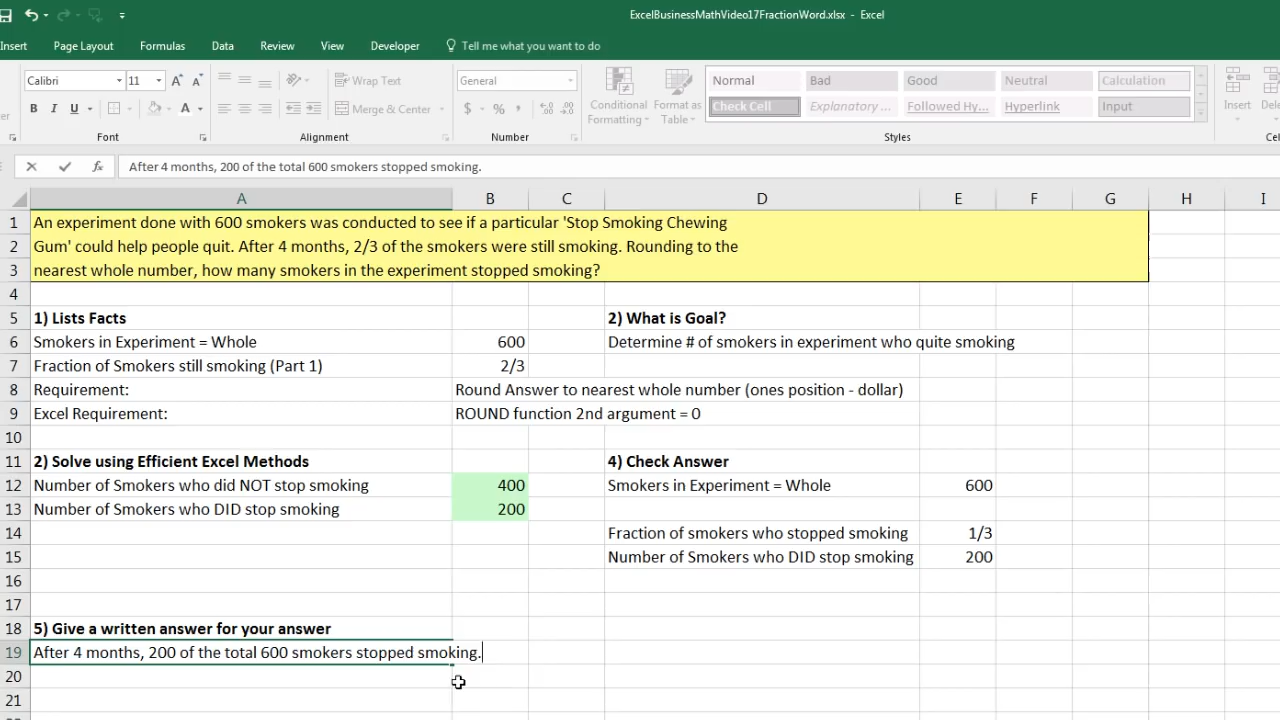 ExcelBusinessMathVideo17FractionWord.xlsx - Excel
Insert Page Layout Formulas Data Review View Developer Tell me what you want to do
Calibri 11 A A Wrap Text General Normal Bad Good Neutral Calculation
B I U A Merge & Center $ % , Conditional Formatting Format as Table Check Cell Explanatory ... Followed Hy... Hyperlink Input Insert
Font Alignment Number Styles
fx After 4 months, 200 of the total 600 smokers stopped smoking.
A B C D E F G H I
1 An experiment done with 600 smokers was conducted to see if a particular 'Stop Smoking Chewing
2 Gum' could help people quit. After 4 months, 2/3 of the smokers were still smoking. Rounding to the
3 nearest whole number, how many smokers in the experiment stopped smoking?
4
5 1) Lists Facts 2) What is Goal?
6 Smokers in Experiment = Whole 600 Determine # of smokers in experiment who quite smoking
7 Fraction of Smokers still smoking (Part 1) 2/3
8 Requirement: Round Answer to nearest whole number (ones position - dollar)
9 Excel Requirement: ROUND function 2nd argument = 0
10
11 2) Solve using Efficient Excel Methods 4) Check Answer
12 Number of Smokers who did NOT stop smoking 400 Smokers in Experiment = Whole 600
13 Number of Smokers who DID stop smoking 200
14 Fraction of smokers who stopped smoking 1/3
15 Number of Smokers who DID stop smoking 200
16
17
18 5) Give a written answer for your answer
19 After 4 months, 200 of the total 600 smokers stopped smoking.
20
21